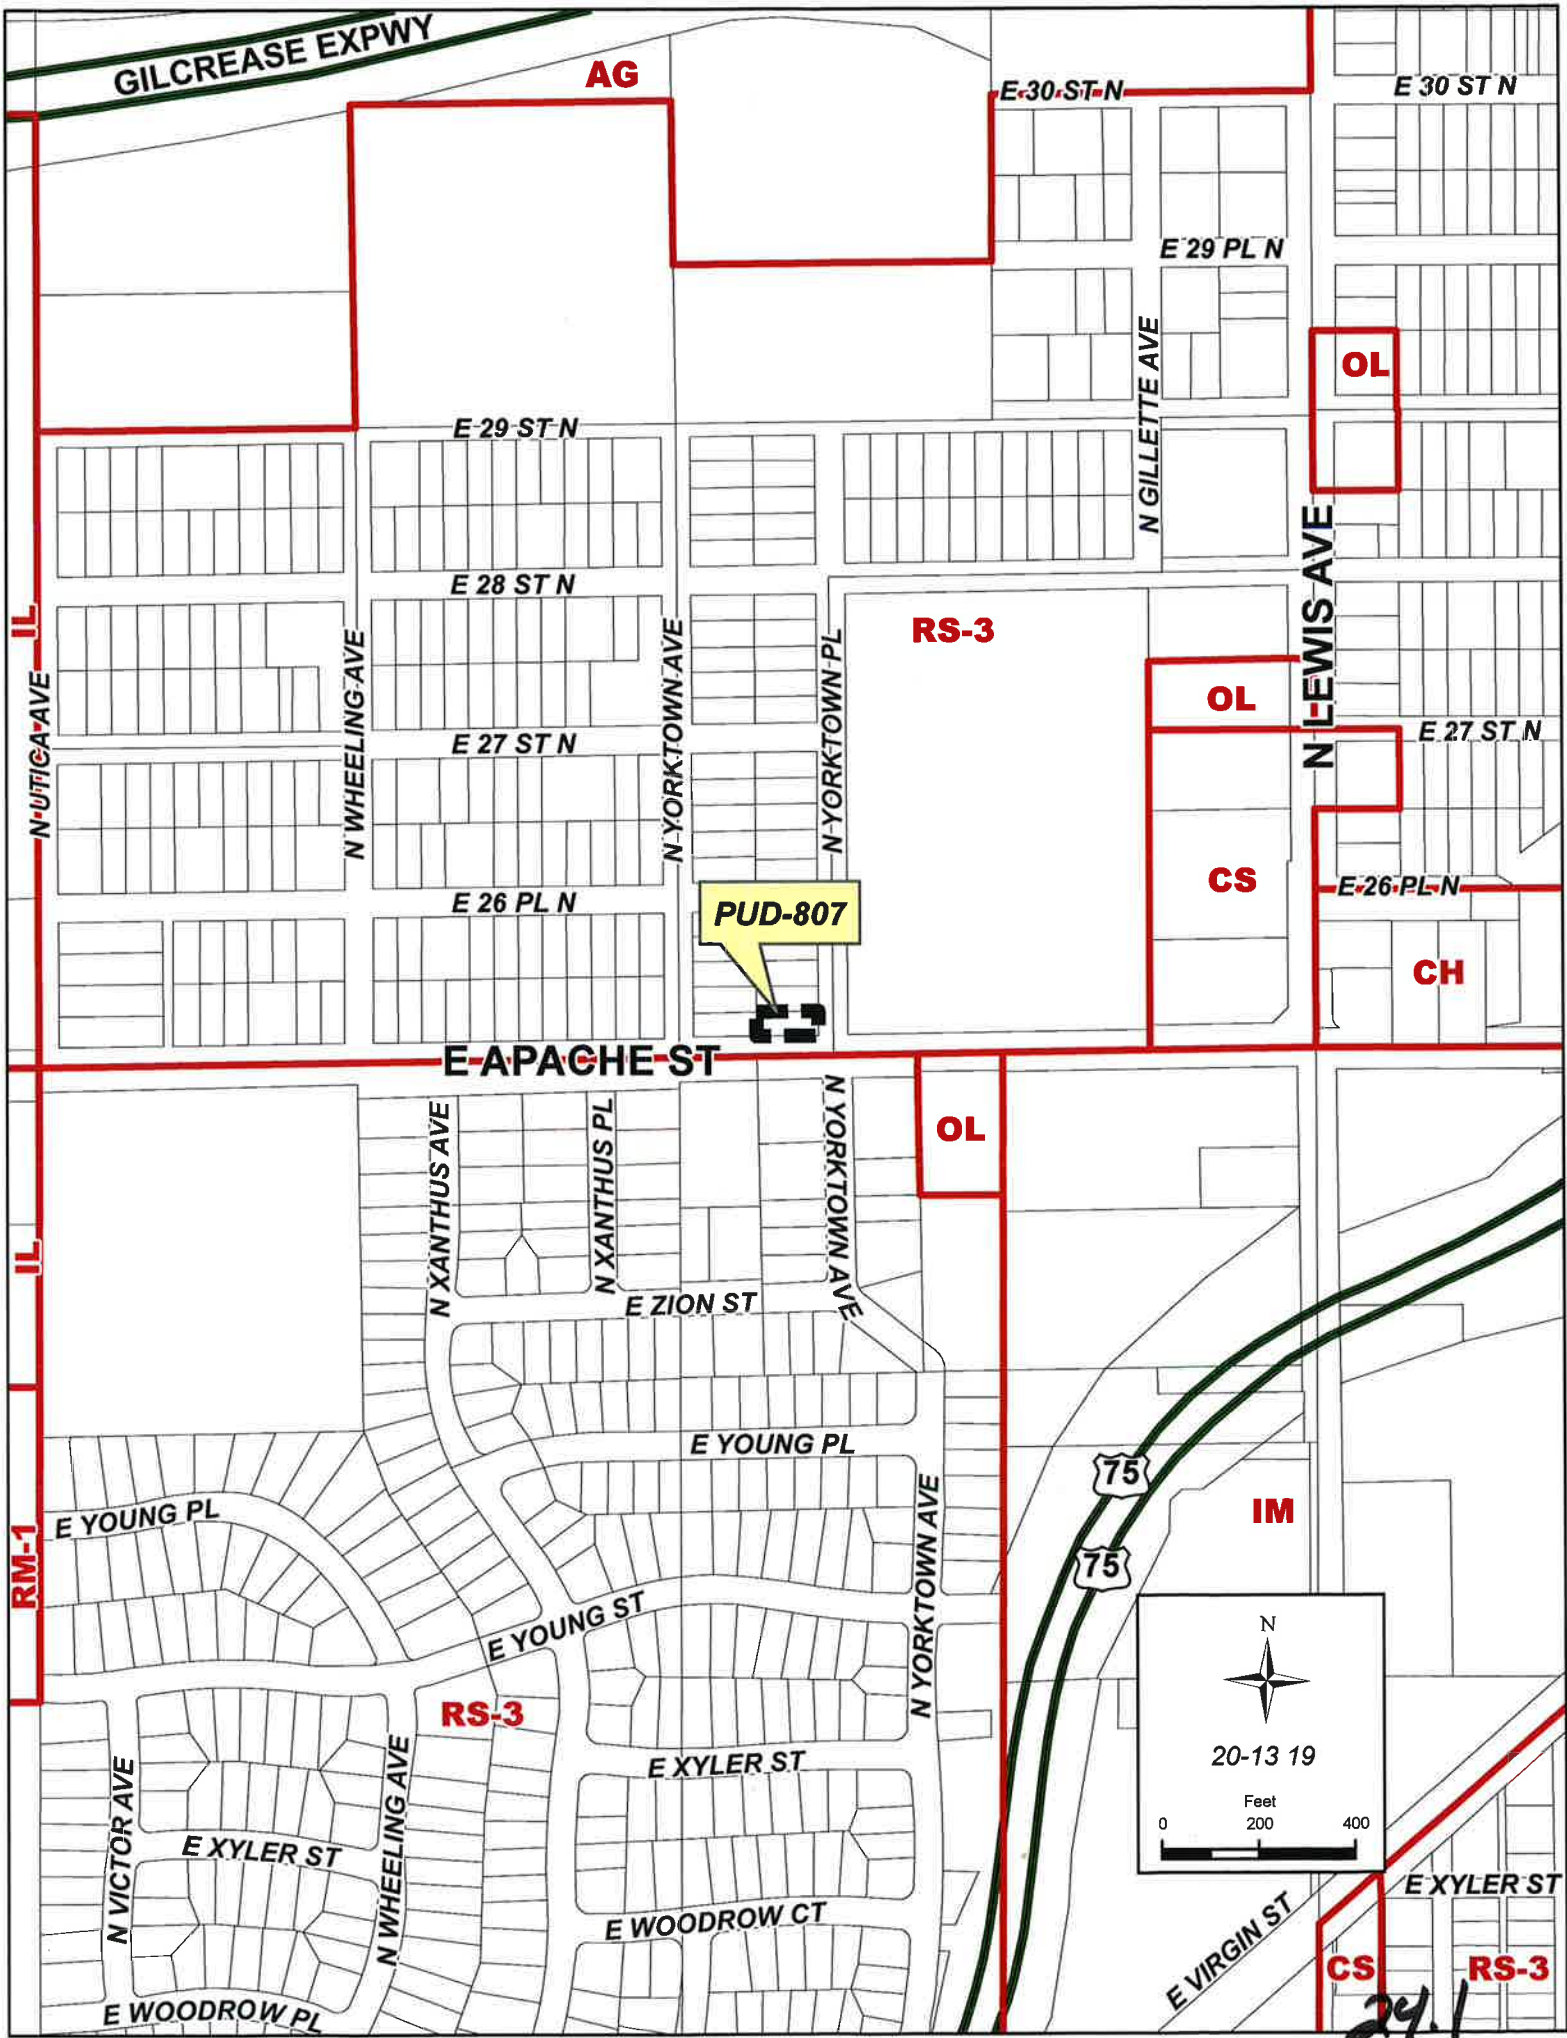 GILCREASE EXPWY
AG
E 30 ST N
E 30 ST N
E 29 PL N
OL
N GILLETTE AVE
E 29 ST N
N LEWIS AVE
E 28 ST N
IL
RS-3
N UTICA AVE
N WHEELING AVE
N YORKTOWN AVE
N YORKTOWN PL
OL
E 27 ST N
E 27 ST N
CS
E 26 PL N
E 26 PL N
PUD-807
CH
E APACHE ST
N XANTHUS AVE
N XANTHUS PL
N YORKTOWN AVE
OL
IL
E ZION ST
E YOUNG PL
75
E YOUNG PL
IM
75
RM-1
N YORKTOWN AVE
E YOUNG ST
RS-3
N
20-13 19
Feet
0 200 400
E XYLER ST
N VICTOR AVE
N WHEELING AVE
E XYLER ST
E XYLER ST
E WOODROW CT
E VIRGIN ST
CS
RS-3
E WOODROW PL
24.1